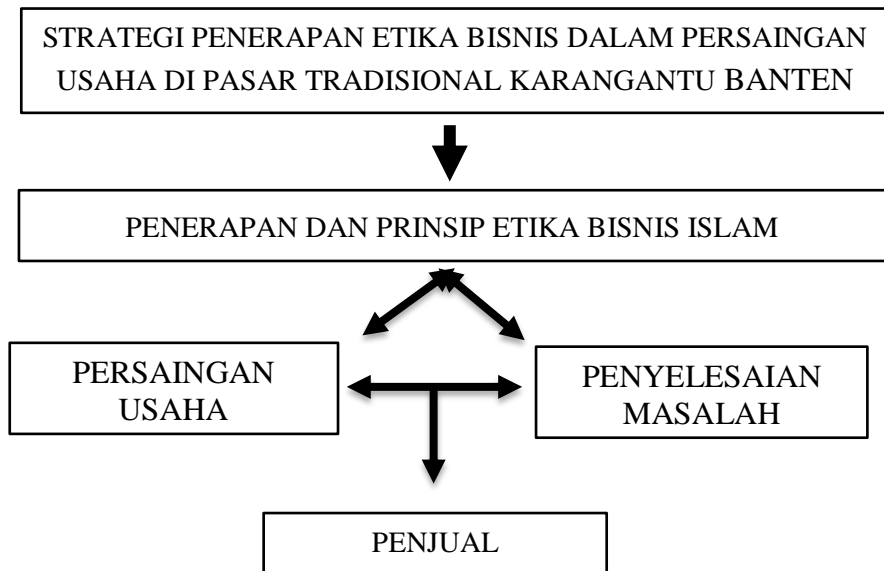 STRATEGI PENERAPAN ETIKA BISNIS DALAM PERSAINGAN
USAHA DI PASAR TRADISIONAL KARANGANTU BANTEN
PENERAPAN DAN PRINSIP ETIKA BISNIS ISLAM
PERSAINGAN
USAHA
PENYELESAIAN
MASALAH
PENJUAL